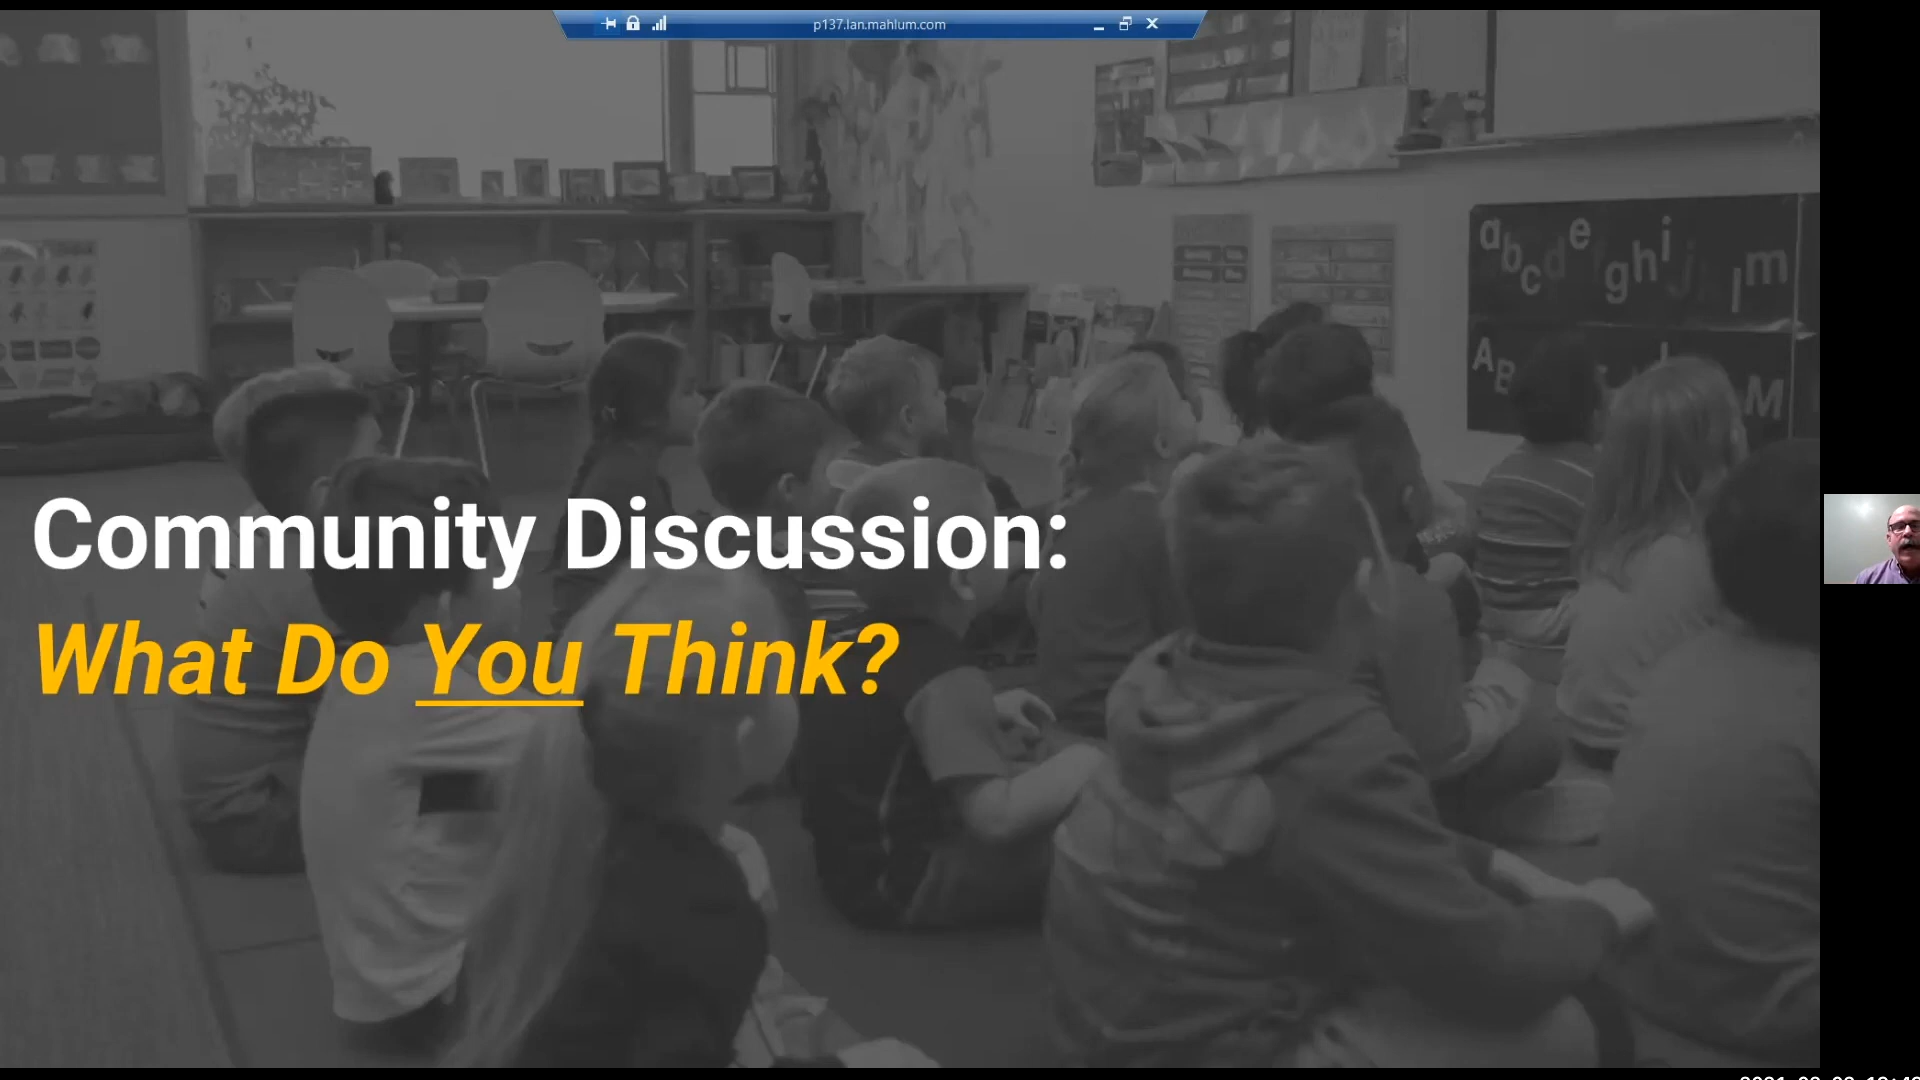 p137.lan.mahlum.com
a b c d e g h i j l m
A B M
Community Discussion:
What Do You Think?